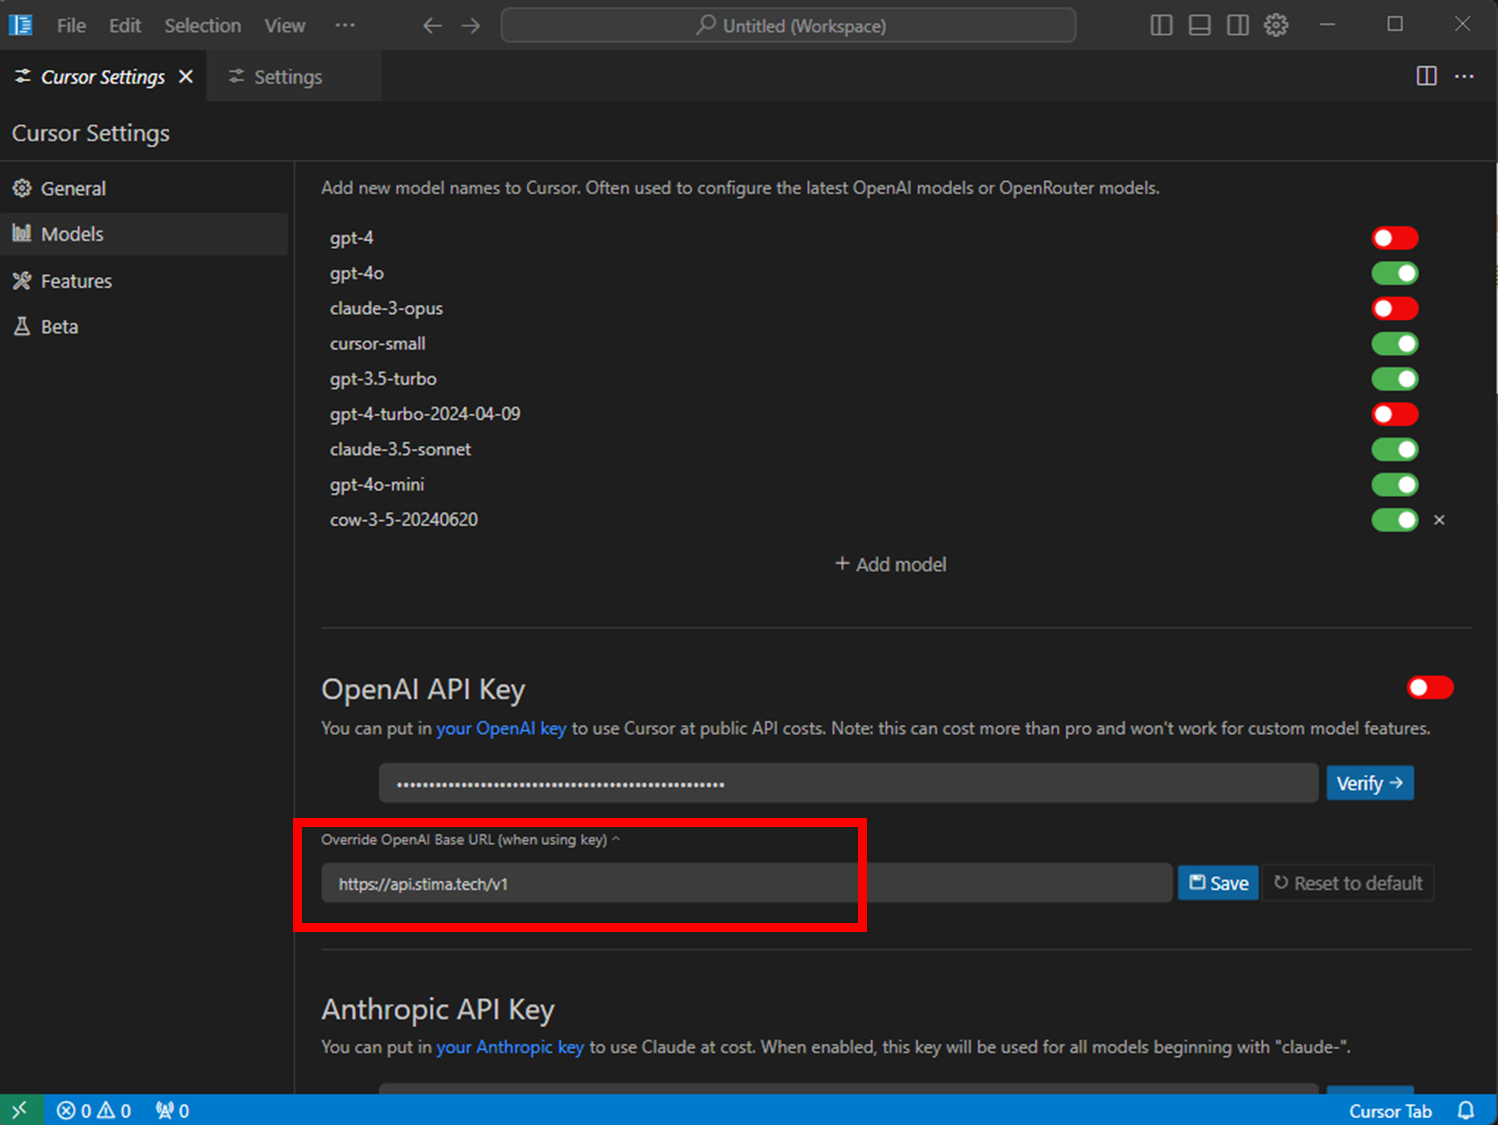 File Edit Selection View ··· ← → Untitled (Workspace)
Cursor Settings × Settings ···
Cursor Settings
General
Models
Features
Beta
Add new model names to Cursor. Often used to configure the latest OpenAI models or OpenRouter models.
gpt-4
gpt-4o
claude-3-opus
cursor-small
gpt-3.5-turbo
gpt-4-turbo-2024-04-09
claude-3.5-sonnet
gpt-4o-mini
cow-3-5-20240620 ×
+ Add model
OpenAI API Key
You can put in your OpenAI key to use Cursor at public API costs. Note: this can cost more than pro and won't work for custom model features.
•••••••••••••••••••••••••••••••••••••••••••••••••••• Verify →
Override OpenAI Base URL (when using key) ^
https://api.stima.tech/v1 Save Reset to default
Anthropic API Key
You can put in your Anthropic key to use Claude at cost. When enabled, this key will be used for all models beginning with "claude-".
0 0 0 Cursor Tab